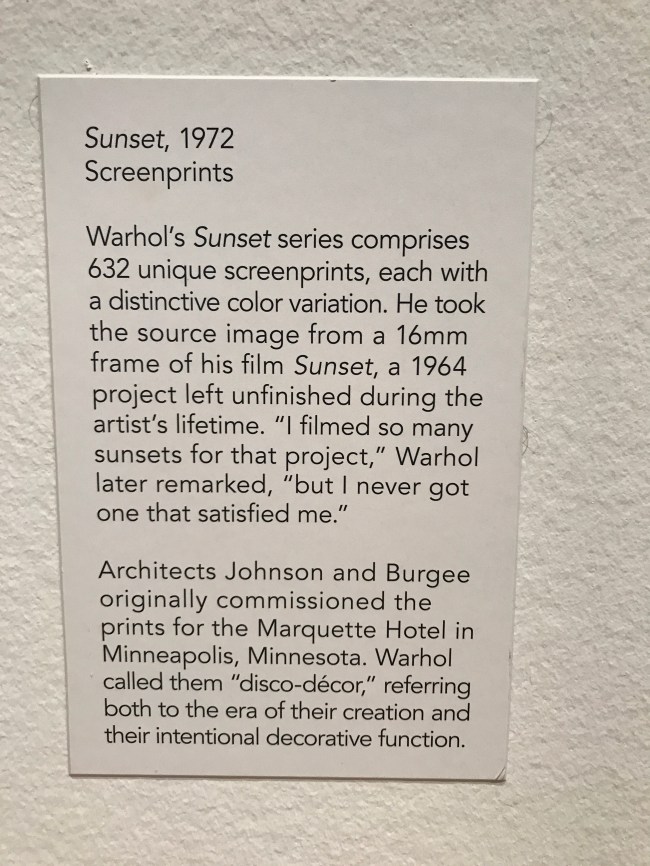 Sunset, 1972
Screenprints
Warhol's Sunset series comprises
632 unique screenprints, each with
a distinctive color variation. He took
the source image from a 16mm
frame of his film Sunset, a 1964
project left unfinished during the
artist's lifetime. “I filmed so many
sunsets for that project,” Warhol
later remarked, “but I never got
one that satisfied me.”
Architects Johnson and Burgee
originally commissioned the
prints for the Marquette Hotel in
Minneapolis, Minnesota. Warhol
called them “disco-décor,” referring
both to the era of their creation and
their intentional decorative function.